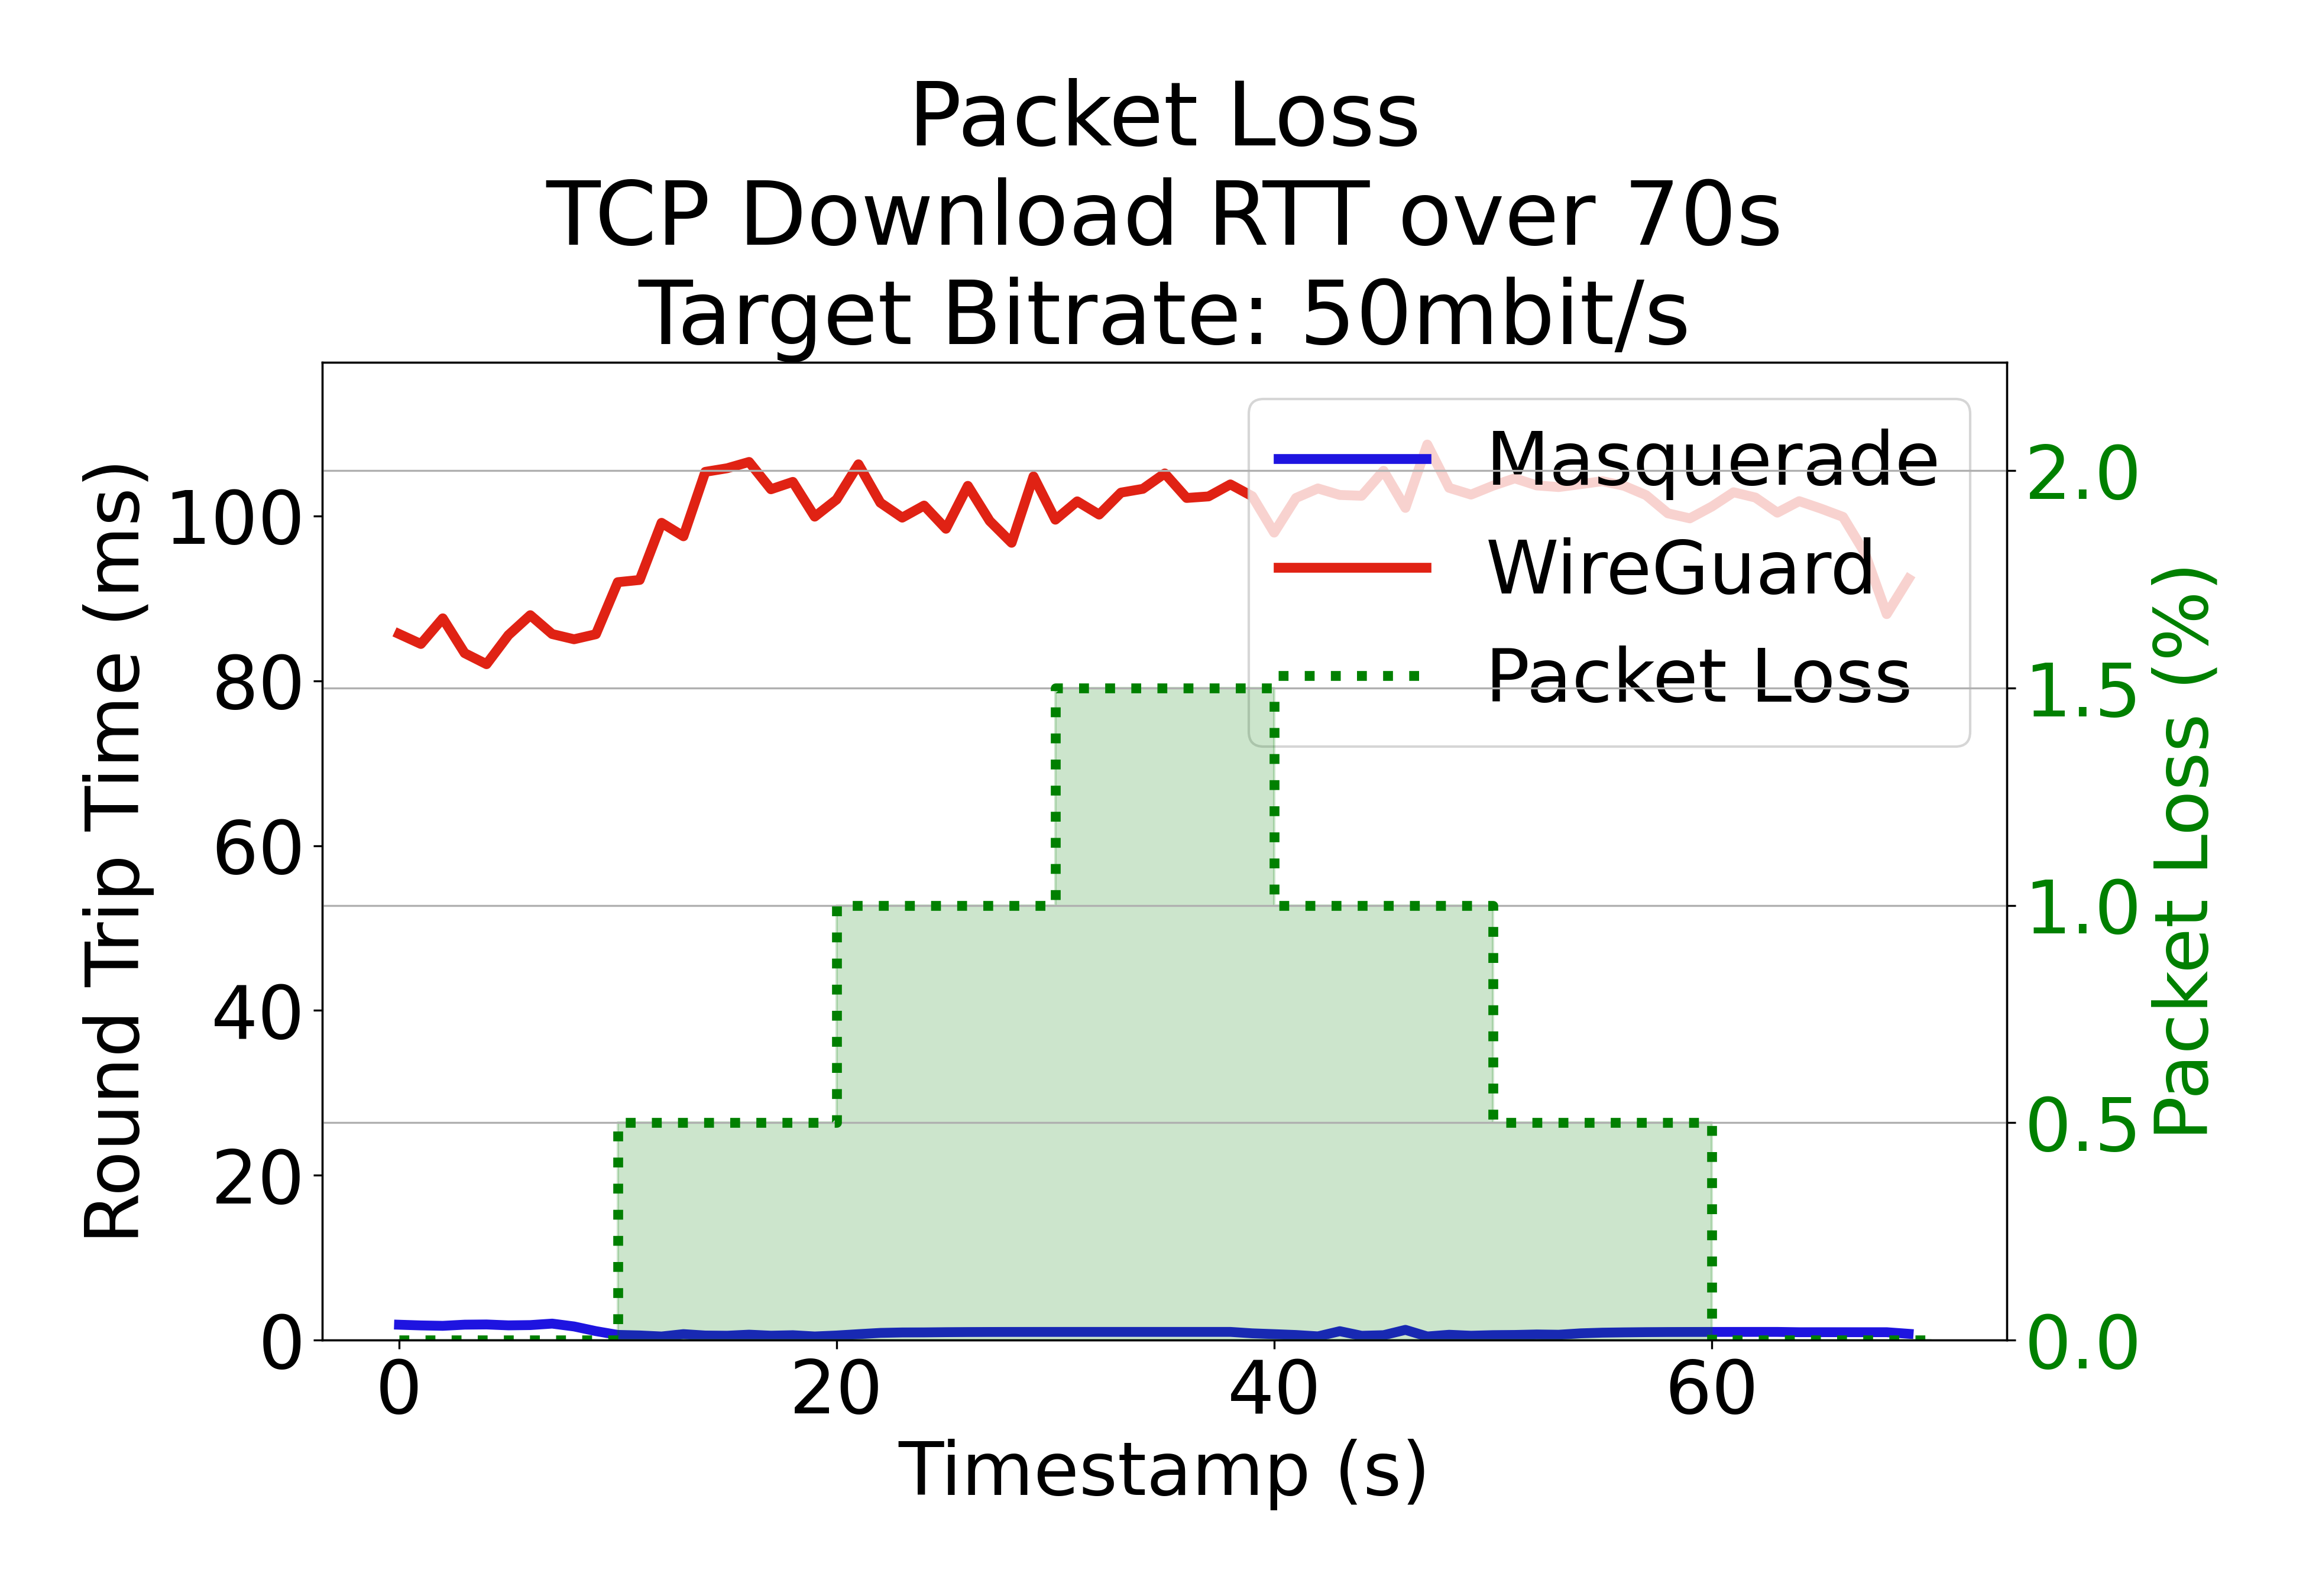 Packet Loss
TCP Download RTT over 70s
Target Bitrate: 50mbit/s
Round Trip Time (ms)
100
80
60
40
20
0
Masquerade
WireGuard
Packet Loss
2.0
1.5
1.0
0.5
0.0
Packet Loss (%)
0 20 40 60
Timestamp (s)